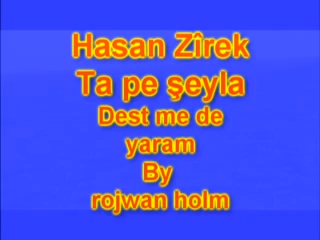 Hasan Zîrek
Ta pe şeyla
Dest me de
yaram
By
rojwan holm